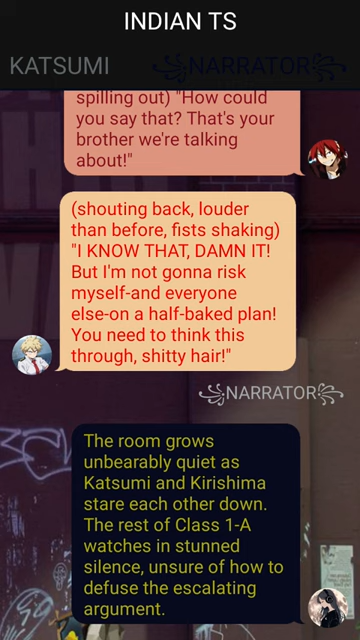 INDIAN TS
KATSUMI
꧁NARRATOR꧂
spilling out) "How could
you say that? That's your
brother we're talking
about!"
(shouting back, louder
than before, fists shaking)
"I KNOW THAT, DAMN IT!
But I'm not gonna risk
myself-and everyone
else-on a half-baked plan!
You need to think this
through, shitty hair!"
꧁NARRATOR꧂
The room grows
unbearably quiet as
Katsumi and Kirishima
stare each other down.
The rest of Class 1-A
watches in stunned
silence, unsure of how to
defuse the escalating
argument.